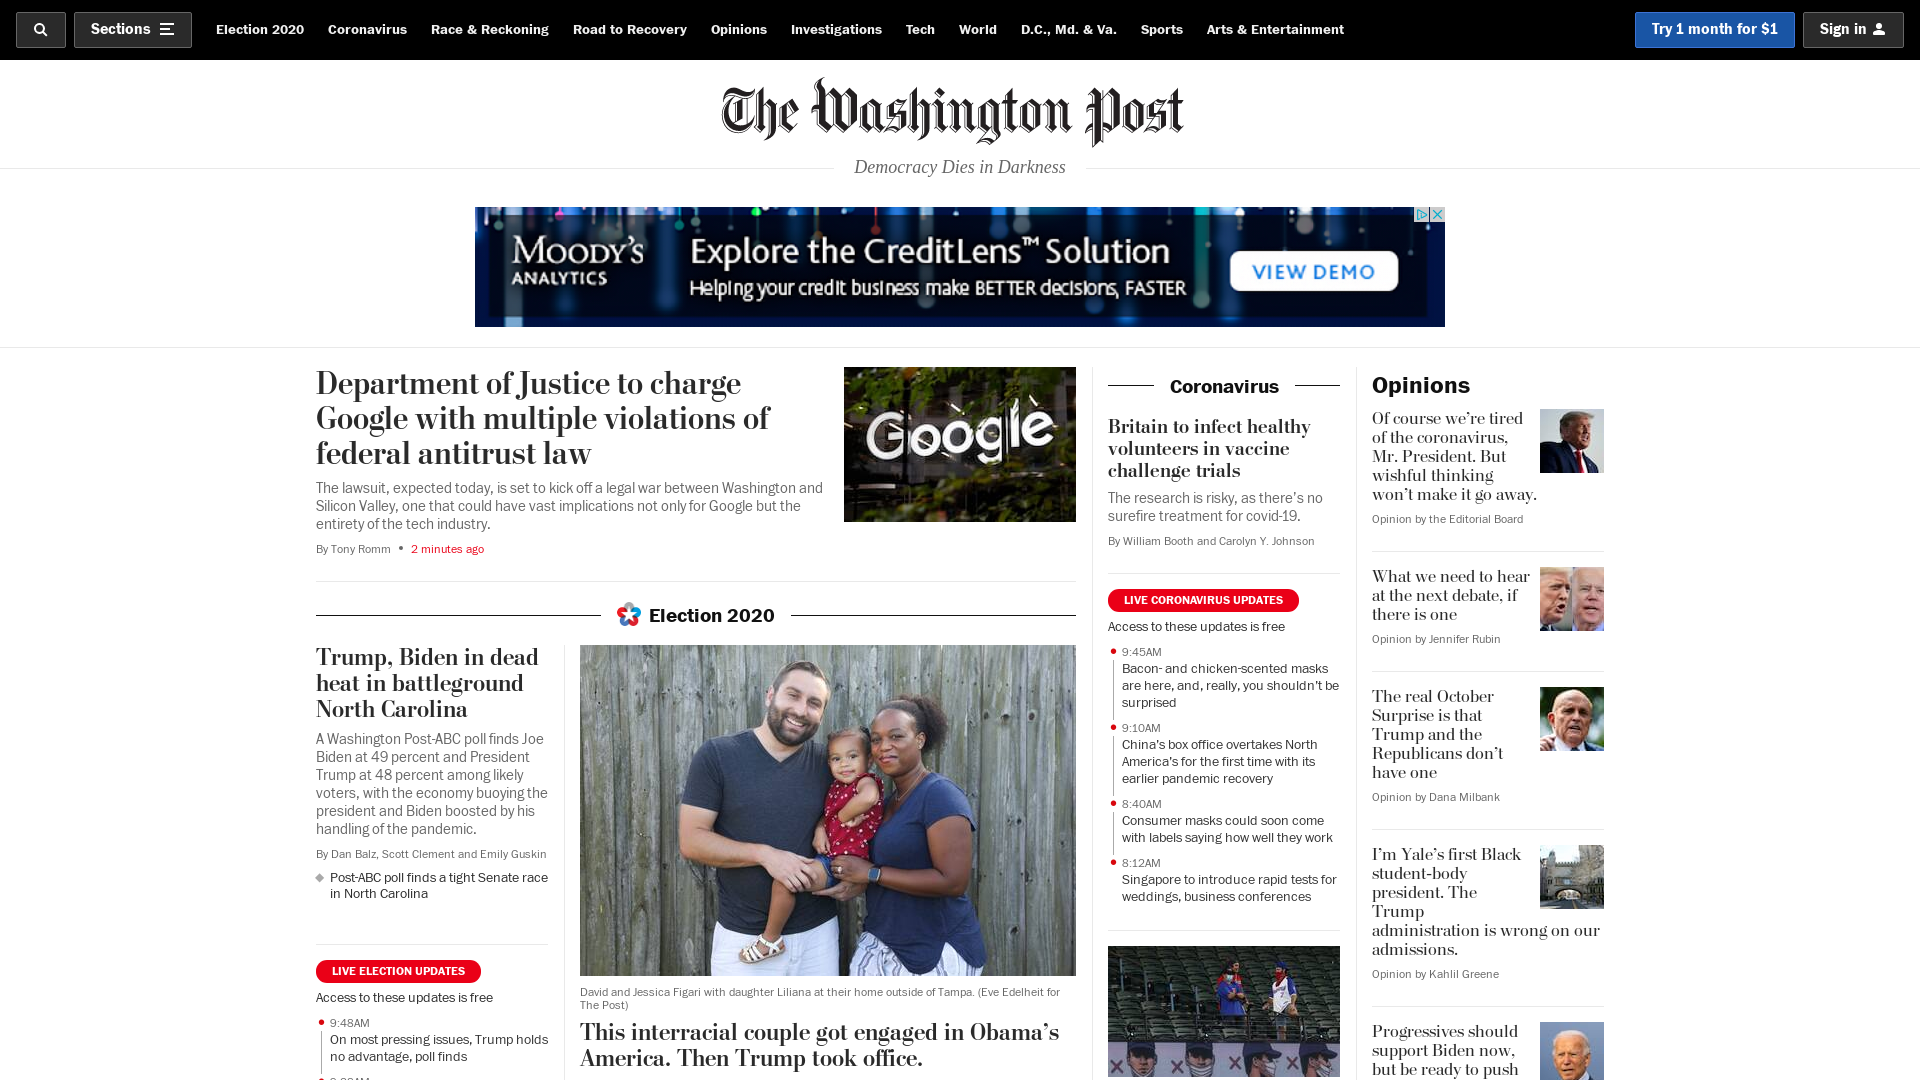 Sections
Election 2020
Coronavirus
Race & Reckoning
Road to Recovery
Opinions
Investigations
Tech
World
D.C., Md. & Va.
Sports
Arts & Entertainment
Try 1 month for $1
Sign in
The Washington Post
Democracy Dies in Darkness
MOODY'S
ANALYTICS
Explore the CreditLens™ Solution
Helping your credit business make BETTER decisions, FASTER
VIEW DEMO
Department of Justice to charge
Google with multiple violations of
federal antitrust law
The lawsuit, expected today, is set to kick off a legal war between Washington and
Silicon Valley, one that could have vast implications not only for Google but the
entirety of the tech industry.
By Tony Romm • 2 minutes ago
Google
Election 2020
Trump, Biden in dead
heat in battleground
North Carolina
A Washington Post-ABC poll finds Joe
Biden at 49 percent and President
Trump at 48 percent among likely
voters, with the economy buoying the
president and Biden boosted by his
handling of the pandemic.
By Dan Balz, Scott Clement and Emily Guskin
Post-ABC poll finds a tight Senate race
in North Carolina
LIVE ELECTION UPDATES
Access to these updates is free
9:48AM
On most pressing issues, Trump holds
no advantage, poll finds
David and Jessica Figari with daughter Liliana at their home outside of Tampa. (Eve Edelheit for
The Post)
This interracial couple got engaged in Obama’s
America. Then Trump took office.
Coronavirus
Britain to infect healthy
volunteers in vaccine
challenge trials
The research is risky, as there’s no
surefire treatment for covid-19.
By William Booth and Carolyn Y. Johnson
LIVE CORONAVIRUS UPDATES
Access to these updates is free
9:45AM
Bacon- and chicken-scented masks
are here, and, really, you shouldn’t be
surprised
9:10AM
China’s box office overtakes North
America’s for the first time with its
earlier pandemic recovery
8:40AM
Consumer masks could soon come
with labels saying how well they work
8:12AM
Singapore to introduce rapid tests for
weddings, business conferences
Opinions
Of course we’re tired
of the coronavirus,
Mr. President. But
wishful thinking
won’t make it go away.
Opinion by the Editorial Board
What we need to hear
at the next debate, if
there is one
Opinion by Jennifer Rubin
The real October
Surprise is that
Trump and the
Republicans don’t
have one
Opinion by Dana Milbank
I’m Yale’s first Black
student-body
president. The
Trump
administration is wrong on our
admissions.
Opinion by Kahlil Greene
Progressives should
support Biden now,
but be ready to push